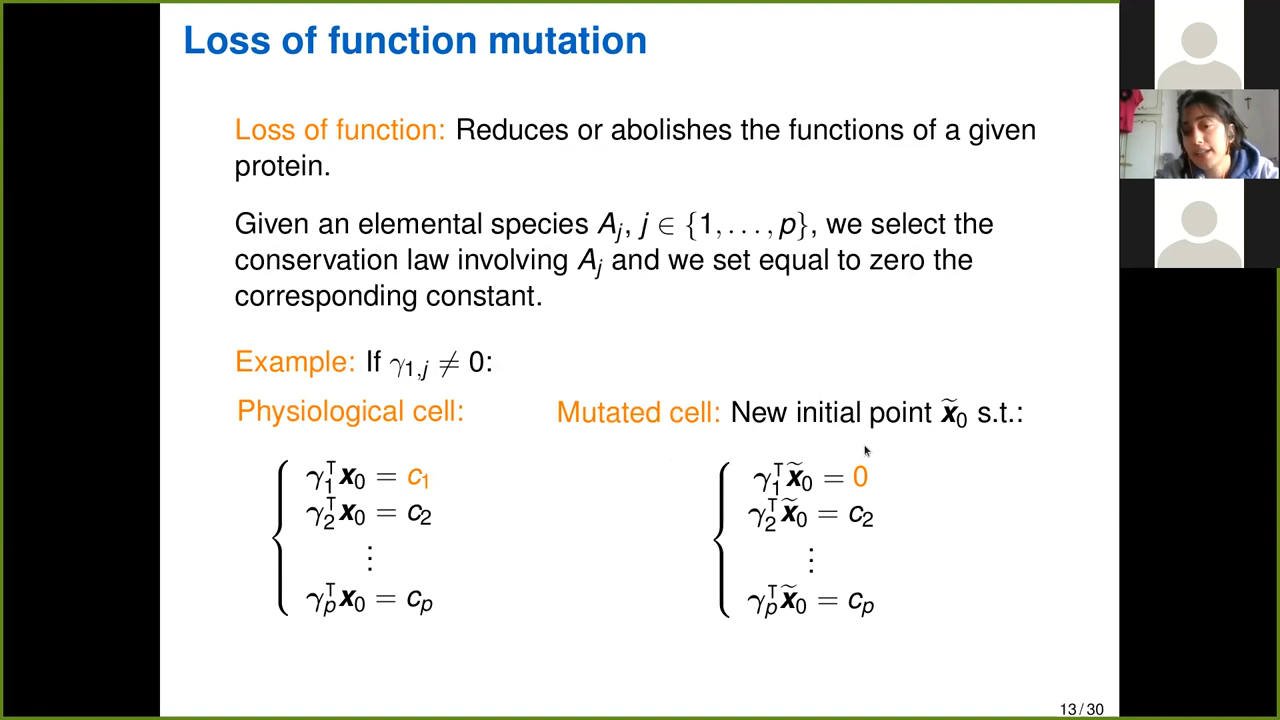 Loss of function mutation
Loss of function: Reduces or abolishes the functions of a given
protein.
Given an elemental species A_j, j ∈ {1, . . . , p}, we select the
conservation law involving A_j and we set equal to zero the
corresponding constant.
Example: If γ_{1,j} ≠ 0:
Physiological cell:
γ_1^T x_0 = c_1
γ_2^T x_0 = c_2
⋮
γ_p^T x_0 = c_p
Mutated cell: New initial point x̃_0 s.t.:
γ_1^T x̃_0 = 0
γ_2^T x̃_0 = c_2
⋮
γ_p^T x̃_0 = c_p
13 / 30